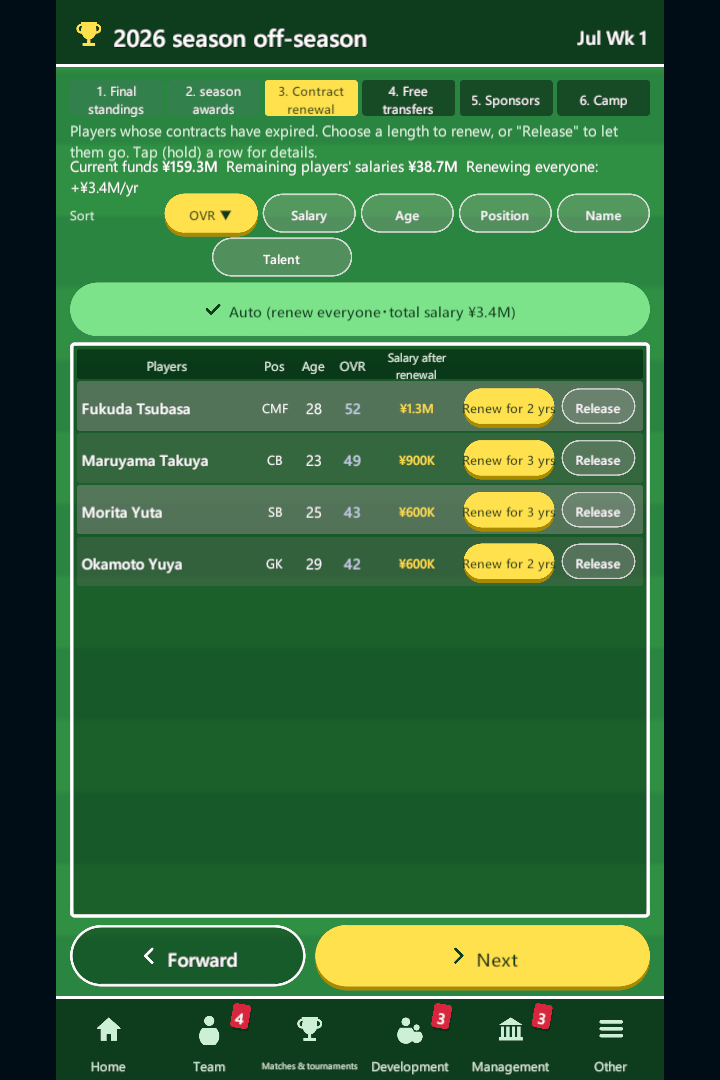 2026 season off-season
Jul Wk 1
1. Final
standings
2. season
awards
3. Contract
renewal
4. Free
transfers
5. Sponsors
6. Camp
Players whose contracts have expired. Choose a length to renew, or "Release" to let
them go. Tap (hold) a row for details.
Current funds ¥159.3M  Remaining players' salaries ¥38.7M  Renewing everyone:
+¥3.4M/yr
Sort
OVR ▼
Salary
Age
Position
Name
Talent
Auto (renew everyone･total salary ¥3.4M)
Players
Pos
Age
OVR
Salary after
renewal
Fukuda Tsubasa CMF 28 52 ¥1.3M Renew for 2 yrs Release
Maruyama Takuya CB 23 49 ¥900K Renew for 3 yrs Release
Morita Yuta SB 25 43 ¥600K Renew for 3 yrs Release
Okamoto Yuya GK 29 42 ¥600K Renew for 2 yrs Release
Forward
Next
4
3
3
Home
Team
Matches & tournaments
Development
Management
Other